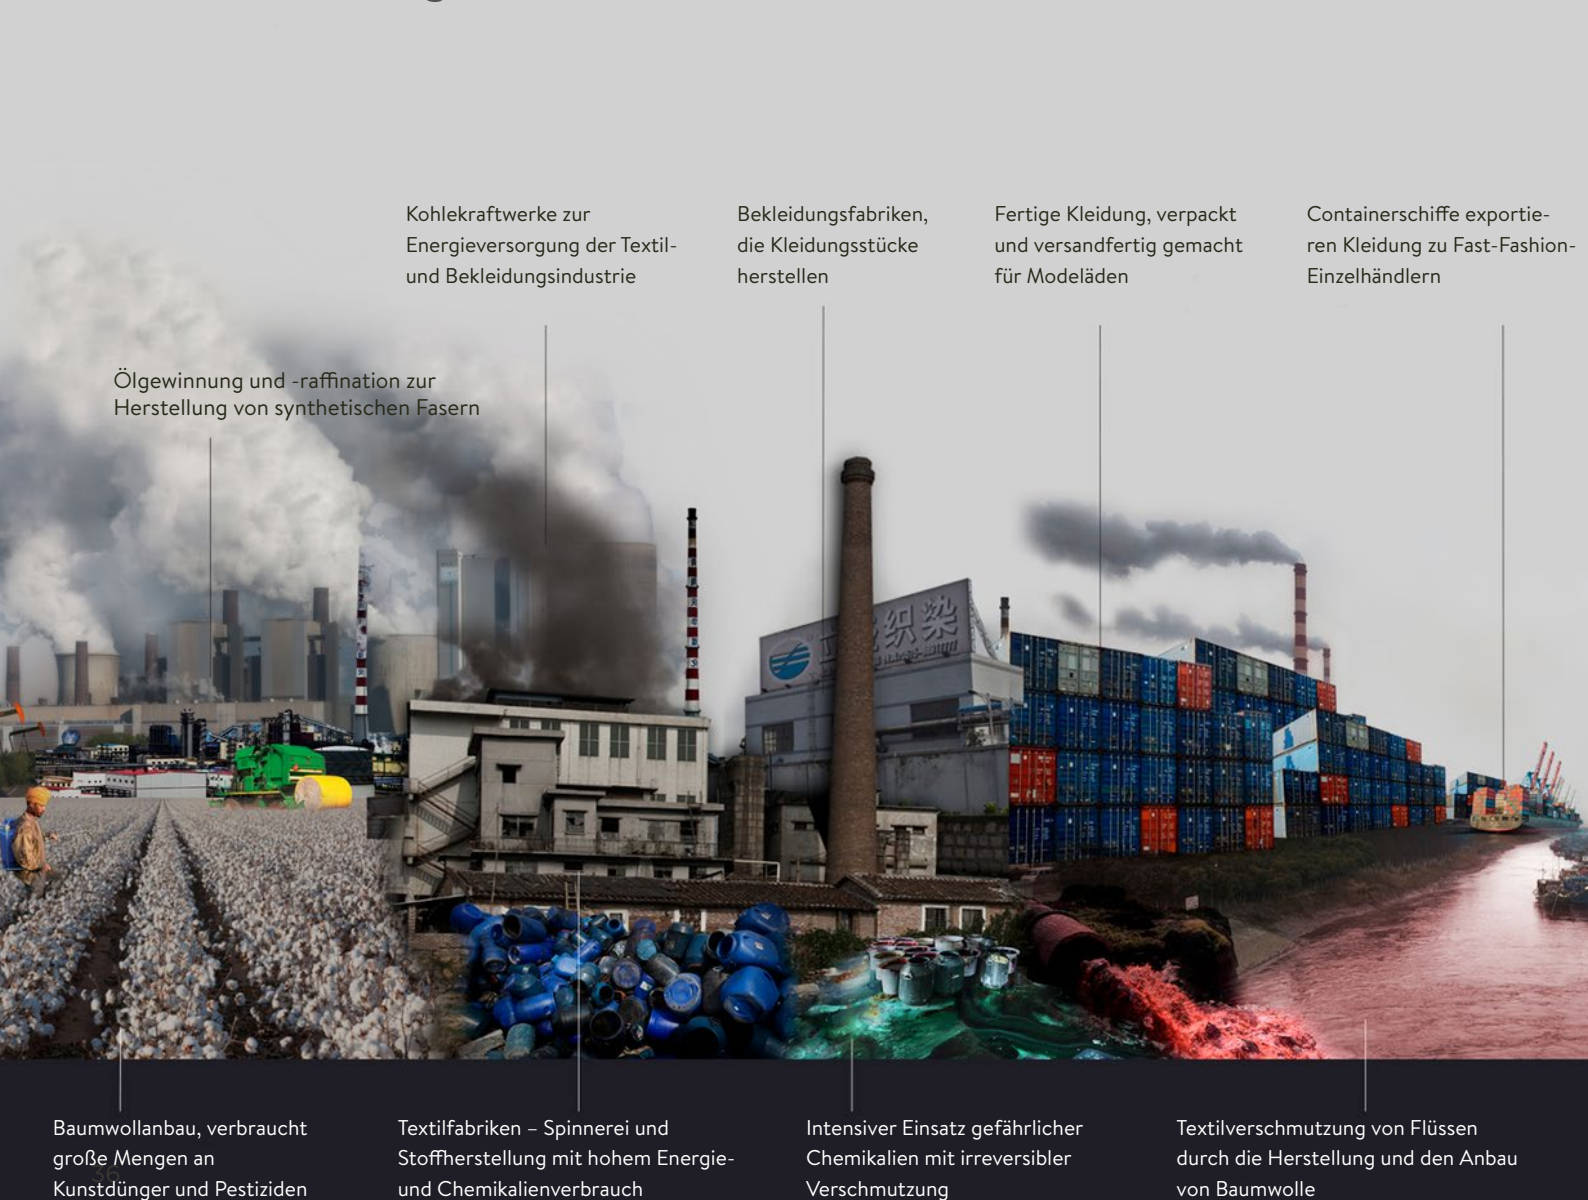 Kohlekraftwerke zur
Energieversorgung der Textil-
und Bekleidungsindustrie
Bekleidungsfabriken,
die Kleidungsstücke
herstellen
Fertige Kleidung, verpackt
und versandfertig gemacht
für Modeläden
Containerschiffe exportie-
ren Kleidung zu Fast-Fashion-
Einzelhändlern
Ölgewinnung und -raffination zur
Herstellung von synthetischen Fasern
织染
Baumwollanbau, verbraucht
große Mengen an
Kunstdünger und Pestiziden
36
Textilfabriken – Spinnerei und
Stoffherstellung mit hohem Energie-
und Chemikalienverbrauch
Intensiver Einsatz gefährlicher
Chemikalien mit irreversibler
Verschmutzung
Textilverschmutzung von Flüssen
durch die Herstellung und den Anbau
von Baumwolle